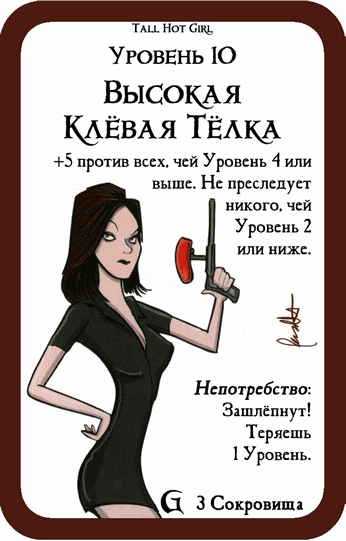 Tall Hot Girl
Уровень 10
Высокая
Клёвая Тёлка
+5 против всех, чей Уровень 4 или
выше. Не преследует
никого, чей
Уровень 2
или ниже.
Непотребство:
Зашлёпнут!
Теряешь
1 Уровень.
G 3 Сокровища